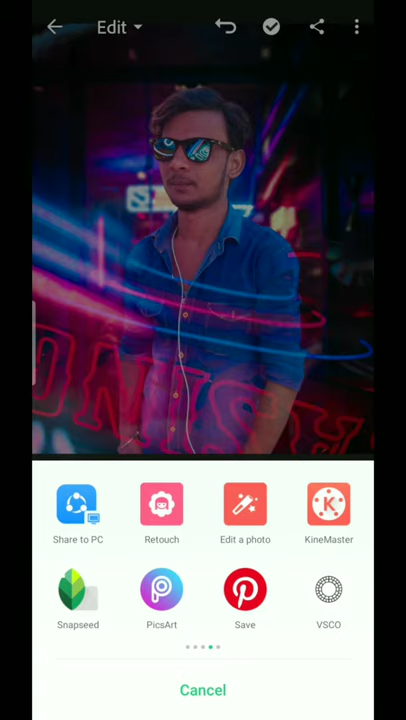 Edit
Share to PC
Retouch
Edit a photo
KineMaster
Snapseed
PicsArt
Save
VSCO
Cancel